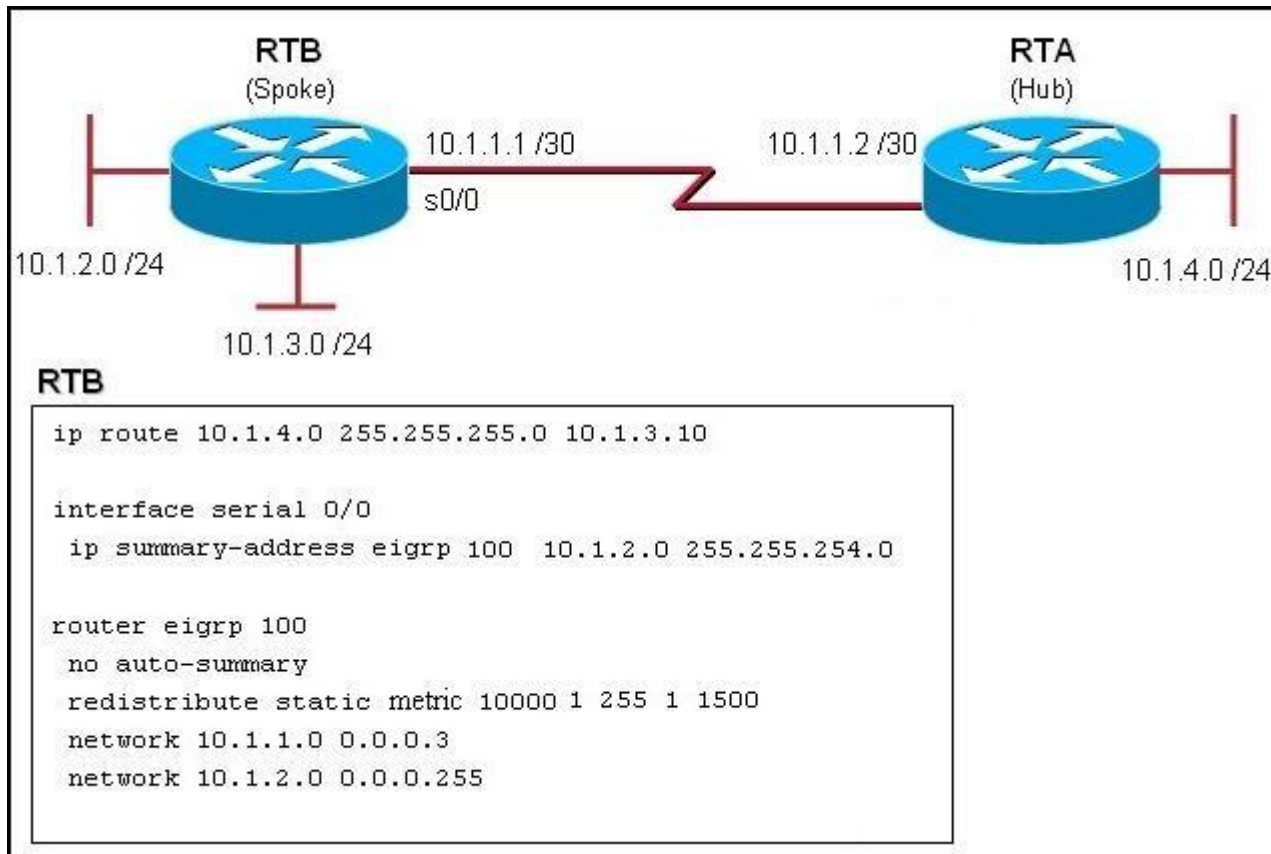 RTB
(Spoke)
RTA
(Hub)
10.1.1.1 /30
10.1.1.2 /30
s0/0
10.1.2.0 /24
10.1.4.0 /24
10.1.3.0 /24
RTB
ip route 10.1.4.0 255.255.255.0 10.1.3.10
interface serial 0/0
ip summary-address eigrp 100 10.1.2.0 255.255.254.0
router eigrp 100
no auto-summary
redistribute static metric 10000 1 255 1 1500
network 10.1.1.0 0.0.0.3
network 10.1.2.0 0.0.0.255